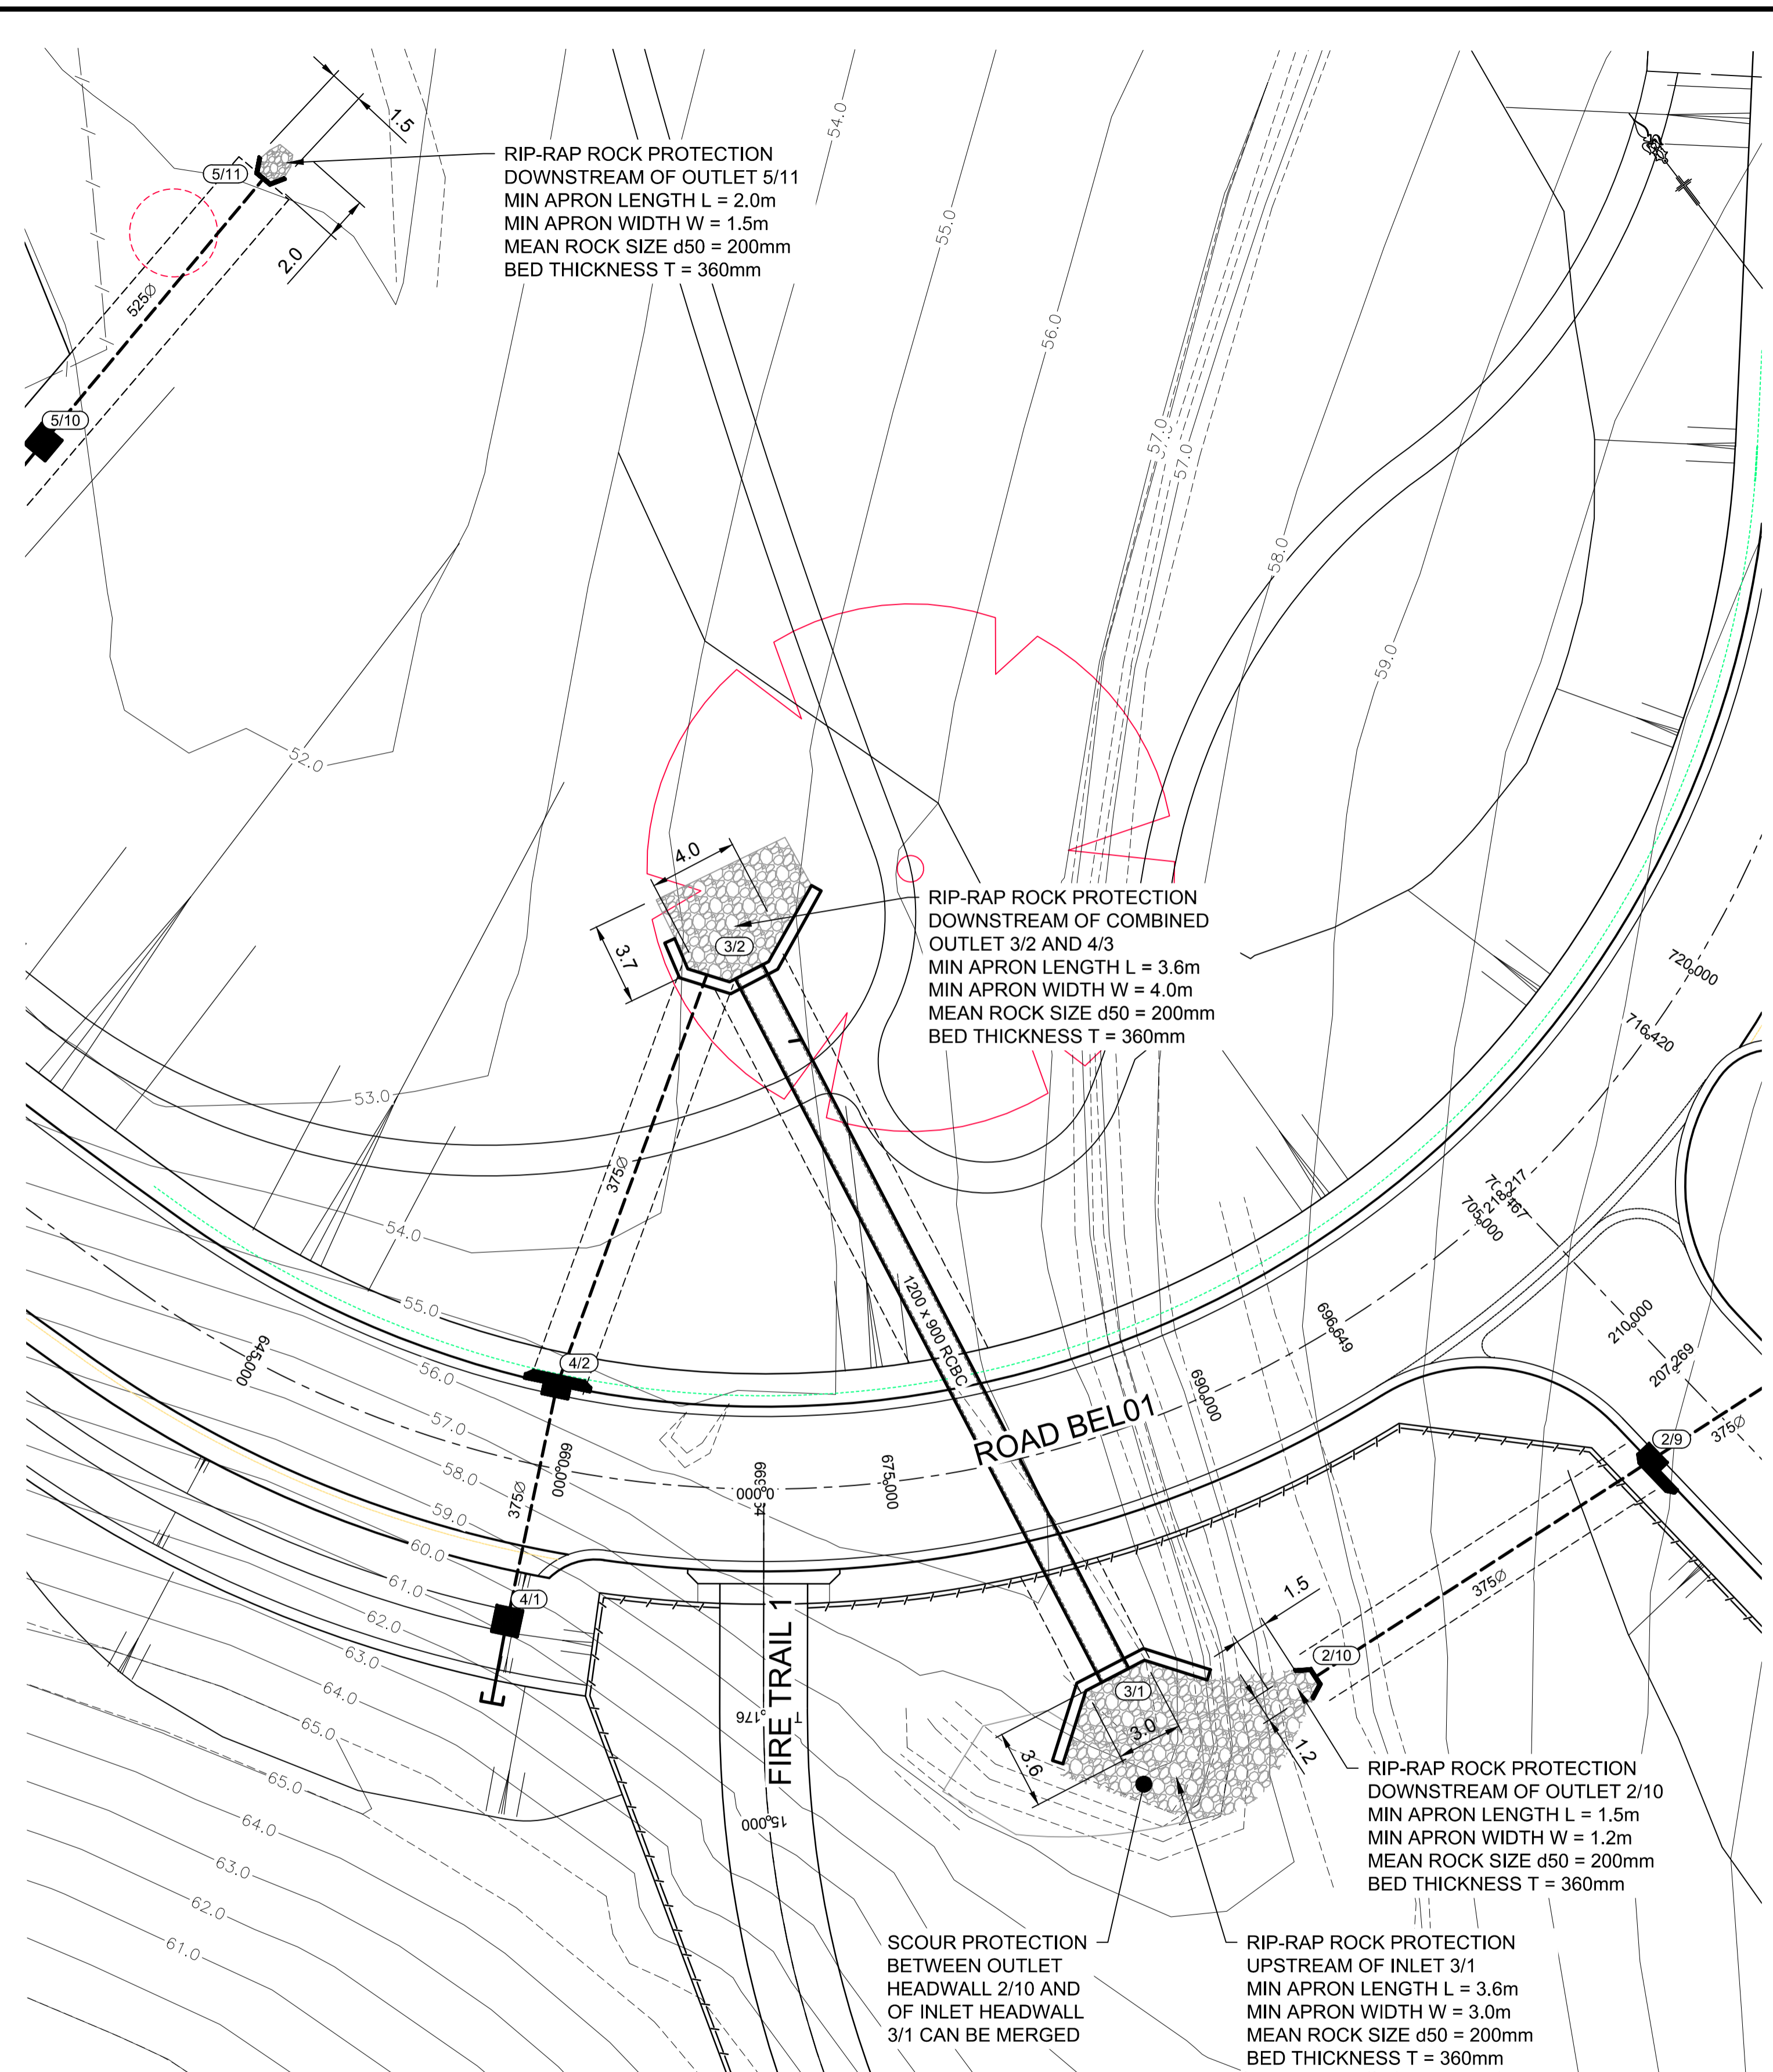 1.5
5/11
RIP-RAP ROCK PROTECTION
DOWNSTREAM OF OUTLET 5/11
MIN APRON LENGTH L = 2.0m
MIN APRON WIDTH W = 1.5m
MEAN ROCK SIZE d50 = 200mm
BED THICKNESS T = 360mm
2.0
525Ø
5/10
54.0
55.0
56.0
57.0
57.0
58.0
59.0
52.0
4.0
3.7
3/2
RIP-RAP ROCK PROTECTION
DOWNSTREAM OF COMBINED
OUTLET 3/2 AND 4/3
MIN APRON LENGTH L = 3.6m
MIN APRON WIDTH W = 4.0m
MEAN ROCK SIZE d50 = 200mm
BED THICKNESS T = 360mm
720.000
716.420
53.0
375Ø
54.0
55.0
218.217
705.000
1200 x 900 RCBC
696.649
210.000
207.269
645.000
4/2
56.0
57.0
58.0
59.0
60.0
61.0
62.0
63.0
64.0
65.0
65.0
64.0
63.0
62.0
61.0
660.000
375Ø
675.000
690.000
ROAD BEL01
2/9
375Ø
375Ø
4/1
FIRE TRAIL 1
15.000
1.5
2/10
3/1
3.0
3.6
1.2
RIP-RAP ROCK PROTECTION
DOWNSTREAM OF OUTLET 2/10
MIN APRON LENGTH L = 1.5m
MIN APRON WIDTH W = 1.2m
MEAN ROCK SIZE d50 = 200mm
BED THICKNESS T = 360mm
SCOUR PROTECTION
BETWEEN OUTLET
HEADWALL 2/10 AND
OF INLET HEADWALL
3/1 CAN BE MERGED
RIP-RAP ROCK PROTECTION
UPSTREAM OF INLET 3/1
MIN APRON LENGTH L = 3.6m
MIN APRON WIDTH W = 3.0m
MEAN ROCK SIZE d50 = 200mm
BED THICKNESS T = 360mm